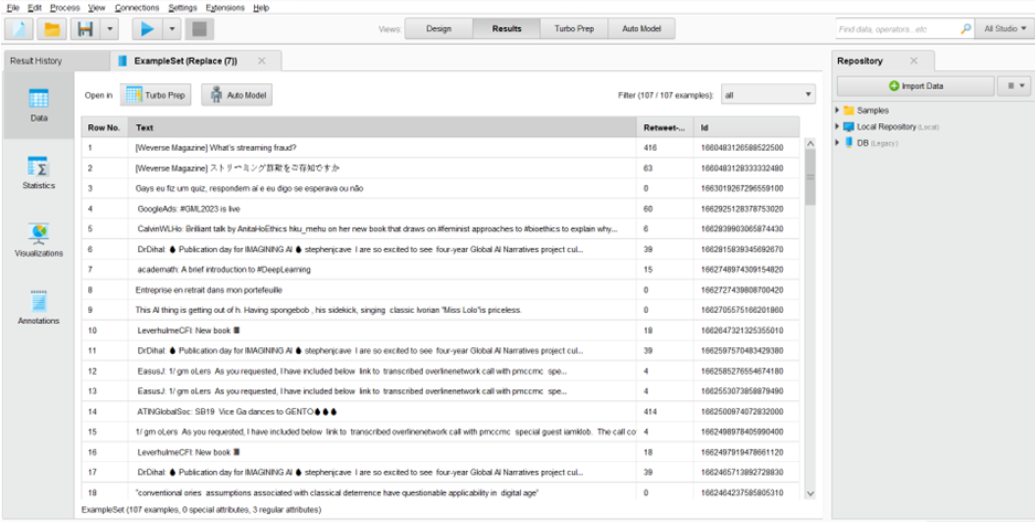 File Edit Process View Connections Settings Extensions Help
Views: Design Results Turbo Prep Auto Model
Find data, operators...etc All Studio
Result History ExampleSet (Replace (7)) Repository
Data
Statistics
Visualizations
Annotations
Open in Turbo Prep Auto Model Filter (107 / 107 examples): all
Row No. Text Retweet-... Id
1 [Weverse Magazine] What's streaming fraud? 416 1660483126588522500
2 [Weverse Magazine] ストリーミング詐欺をご存知ですか 63 1660483128333332480
3 Gays eu fiz um quiz, respondem aí e eu digo se esperava ou não 0 1663019267296559100
4 GoogleAds: #GML2023 is live 60 1662925128378753020
5 CalvinWLHo: Brilliant talk by AnitaHoEthics hku_mehu on her new book that draws on #feminist approaches to #bioethics to explain why... 6 1662839903065874430
6 DrDihal: Publication day for IMAGINING AI stephenjcave I are so excited to see four-year Global AI Narratives project cul... 39 1662815839345692670
7 academath: A brief introduction to #DeepLearning 15 1662748974309154820
8 Entreprise en retrait dans mon portefeuille 0 1662727439808700420
9 This AI thing is getting out of h. Having spongebob , his sidekick, singing classic Ivorian "Miss Lolo"is priceless. 0 1662705575166201860
10 LeverhulmeCFI: New book 18 1662647321325355010
11 DrDihal: Publication day for IMAGINING AI stephenjcave I are so excited to see four-year Global AI Narratives project cul... 39 1662597570483429380
12 EasusJ: 1/ gm oLers As you requested, I have included below link to transcribed overlinenetwork call with pmccmc spe... 4 1662585276554674180
13 EasusJ: 1/ gm oLers As you requested, I have included below link to transcribed overlinenetwork call with pmccmc spe... 4 1662553073858879490
14 ATINGlobalSoc: SB19 Vice Ga dances to GENTO 414 1662500974072832000
15 1/ gm oLers As you requested, I have included below link to transcribed overlinenetwork call with pmccmc special guest iamklob. The call co 4 1662498978405990400
16 LeverhulmeCFI: New book 18 1662497919478661120
17 DrDihal: Publication day for IMAGINING AI stephenjcave I are so excited to see four-year Global AI Narratives project cul... 39 1662465713892728830
18 "conventional ories assumptions associated with classical deterrence have questionable applicability in digital age" 0 1662464237585805310
ExampleSet (107 examples, 0 special attributes, 3 regular attributes)
Import Data
Samples
Local Repository (Local)
DB (Legacy)